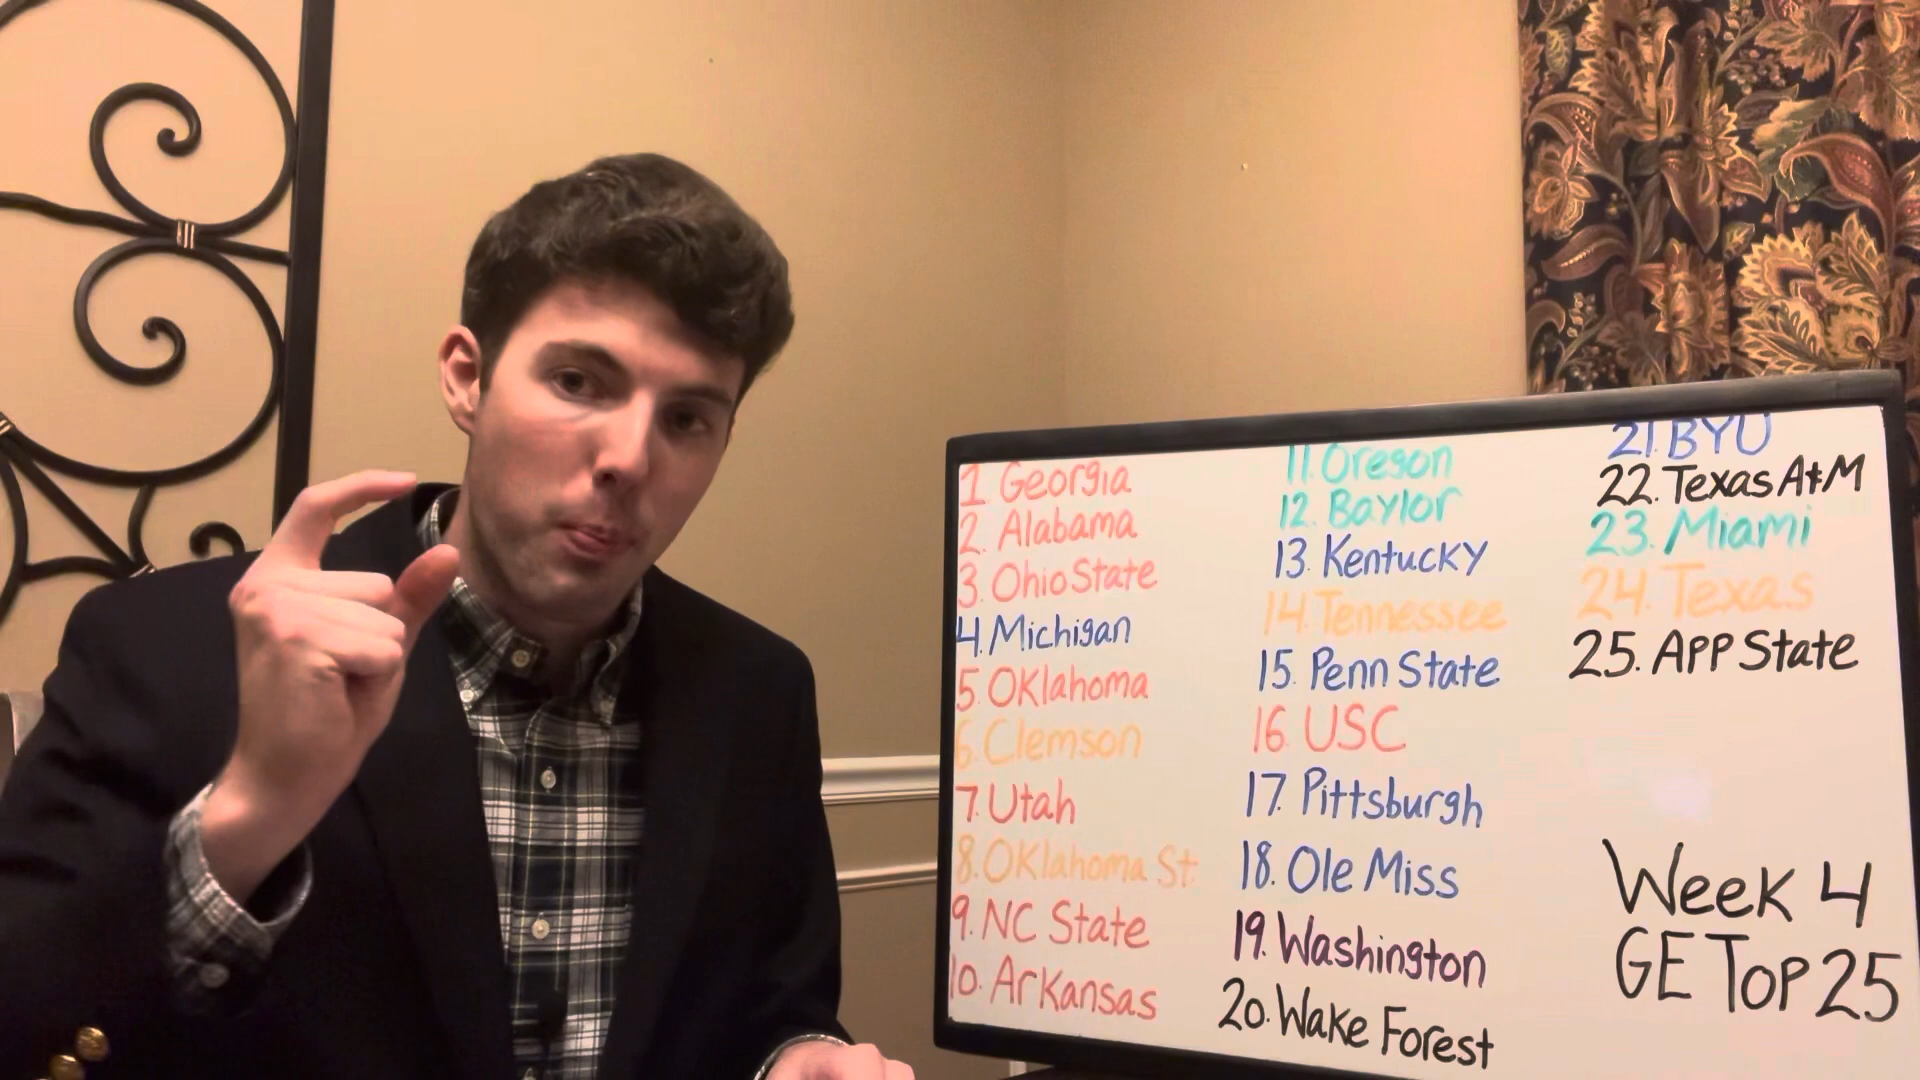 1. Georgia
2. Alabama
3. Ohio State
4. Michigan
5. Oklahoma
6. Clemson
7. Utah
8. Oklahoma St.
9. NC State
10. Arkansas
11. Oregon
12. Baylor
13. Kentucky
14. Tennessee
15. Penn State
16. USC
17. Pittsburgh
18. Ole Miss
19. Washington
20. Wake Forest
21. BYU
22. Texas A+M
23. Miami
24. Texas
25. App State
Week 4
GE Top 25